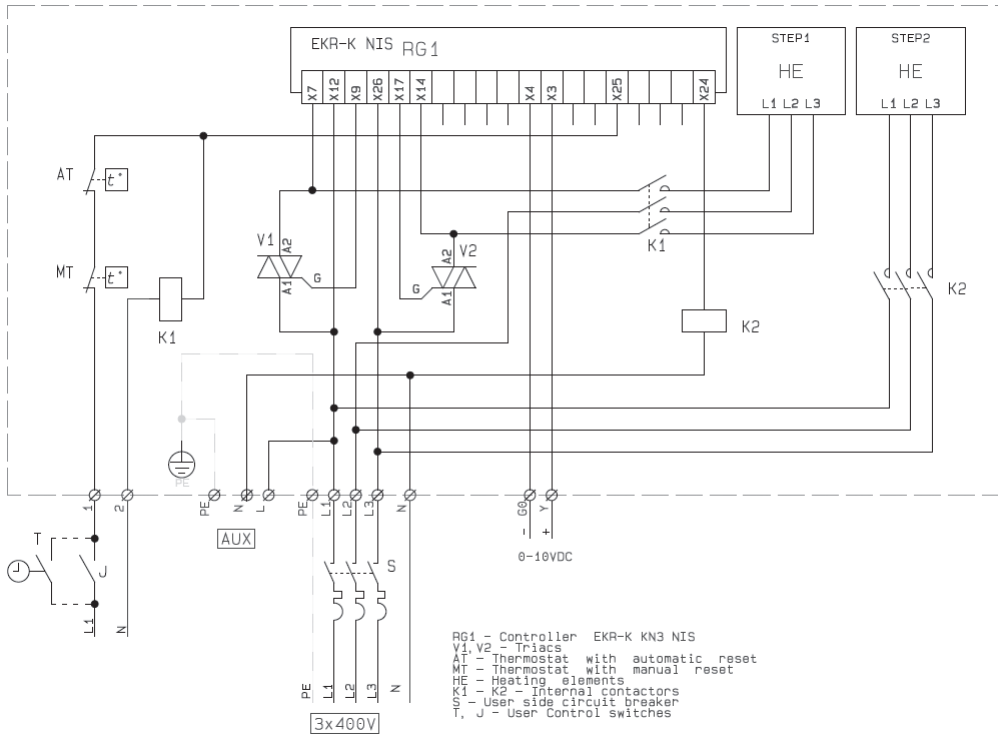 EKR-K NIS RG1
STEP1
STEP2
HE
HE
X7 X12 X9 X26 X17 X14 X4 X3 X25 X24
L1 L2 L3
L1 L2 L3
AT
t°
V1
A2
A2
V2
K1
MT
t°
G
A1
G
A1
K2
K1
K2
PE
1 2 PE N L PE L1 L2 L3 N G0 Y
AUX
- +
0-10VDC
T
J
S
L1 N
PE L1 L2 L3 N
3x400V
RG1 - Controller EKR-K KN3 NIS
V1,V2 - Triacs
AT - Thermostat with automatic reset
MT - Thermostat with manual reset
HE - Heating elements
K1 - K2 - Internal contactors
S - User side circuit breaker
T, J - User Control switches